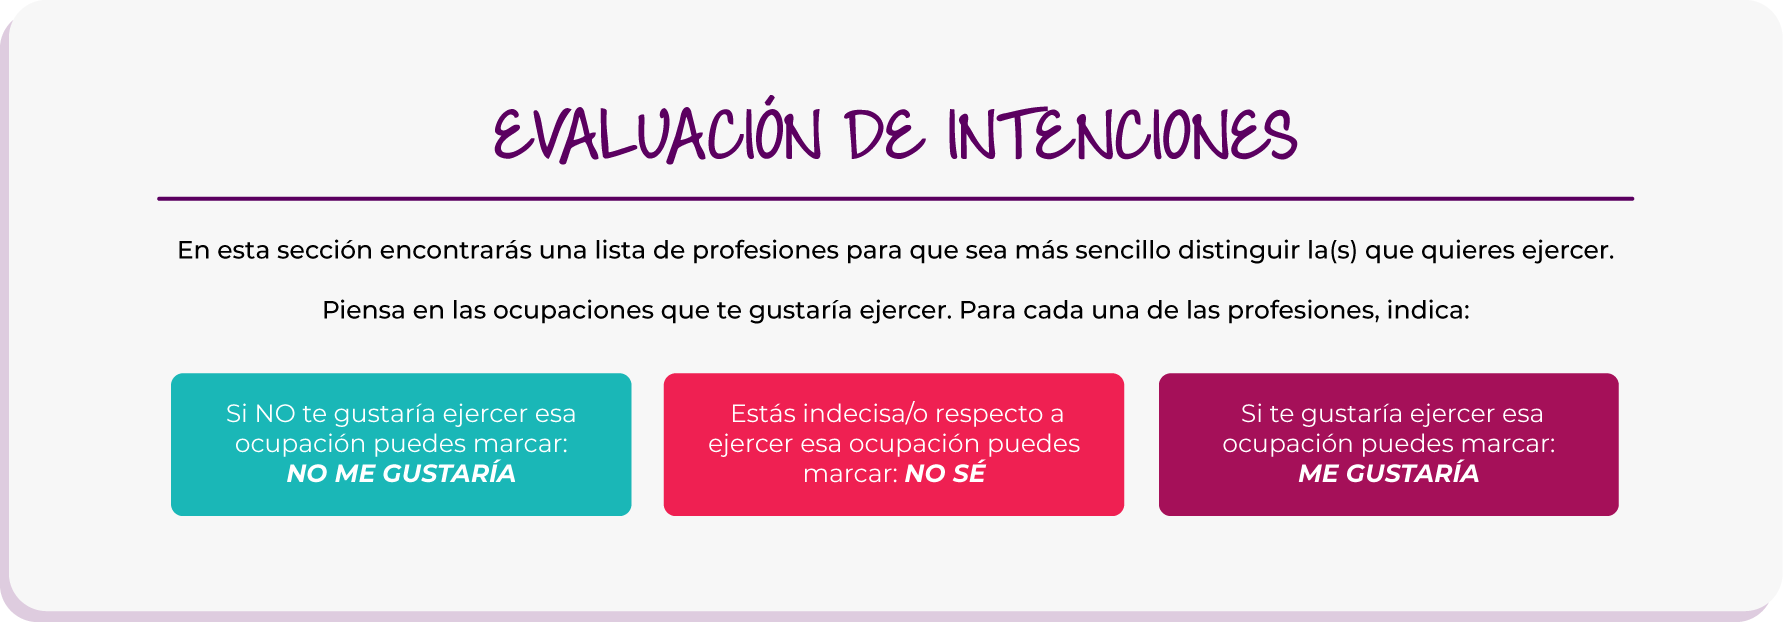 EVALUACIÓN DE INTENCIONES
En esta sección encontrarás una lista de profesiones para que sea más sencillo distinguir la(s) que quieres ejercer.
Piensa en las ocupaciones que te gustaría ejercer. Para cada una de las profesiones, indica:
Si NO te gustaría ejercer esa
ocupación puedes marcar:
NO ME GUSTARÍA
Estás indecisa/o respecto a
ejercer esa ocupación puedes
marcar: NO SÉ
Si te gustaría ejercer esa
ocupación puedes marcar:
ME GUSTARÍA